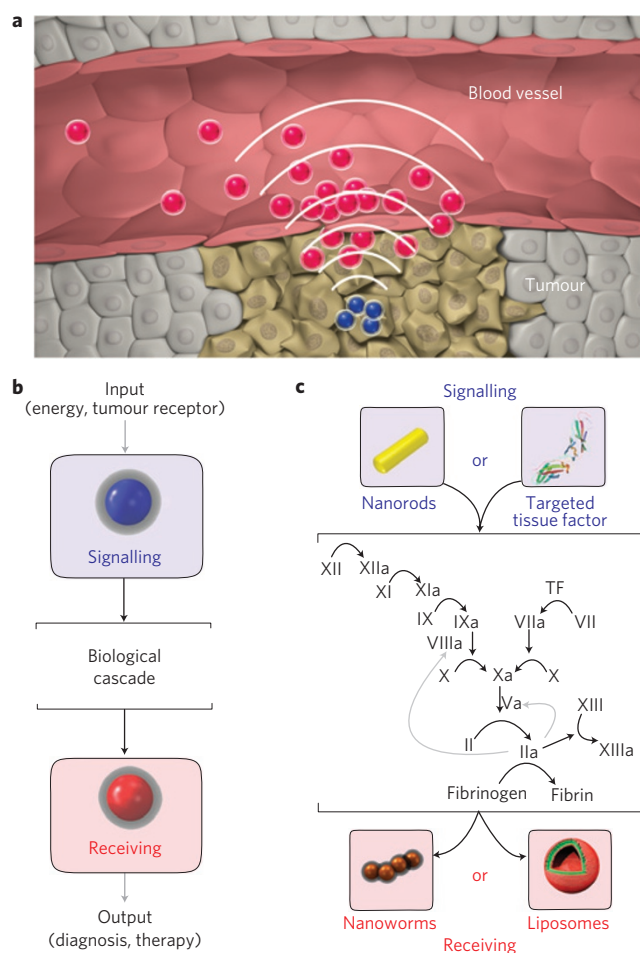 a
Blood vessel
Tumour
b
Input
(energy, tumour receptor)
Signalling
Biological
cascade
Receiving
Output
(diagnosis, therapy)
c
Signalling
or
Nanorods
Targeted
tissue factor
XII
XIIa
XI
XIa
IX
IXa
VIIIa
TF
VIIa
VII
X
Xa
X
Va
II
IIa
XIII
XIIIa
Fibrinogen
Fibrin
or
Nanoworms
Liposomes
Receiving